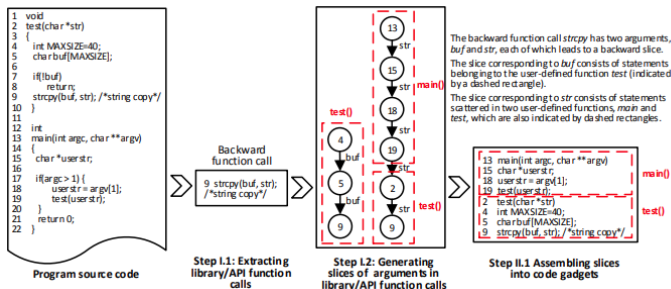 1 void
2 test(char *str)
3 {
4 int MAXSIZE=40;
5 char buf[MAXSIZE];
6
7 if(!buf)
8 return;
9 strcpy(buf, str); /*string copy*/
10 }
11
12 int
13 main(int argc, char **argv)
14 {
15 char *userstr;
16
17 if(argc > 1) {
18 userstr = argv[1];
19 test(userstr);
20 }
21 return 0;
22 }
Program source code
Backward
function call
9 strcpy(buf, str);
/*string copy*/
Step I.1: Extracting
library/API function
calls
test()
4
buf
5
buf
9
13
str
15
str
18
str
19
main()
str
2
str
9
test()
Step I.2: Generating
slices of arguments in
library/API function calls
The backward function call strcpy has two arguments,
buf and str, each of which leads to a backward slice.
The slice corresponding to buf consists of statements
belonging to the user-defined function test (indicated
by a dashed rectangle).
The slice corresponding to str consists of statements
scattered in two user-defined functions, main and
test, which are also indicated by dashed rectangles.
13 main(int argc, char **argv)
15 char *userstr;
18 userstr = argv[1];
19 test(userstr);
main()
2 test(char *str)
4 int MAXSIZE=40;
5 char buf[MAXSIZE];
9 strcpy(buf, str); /*string copy*/
test()
Step II.1 Assembling slices
into code gadgets